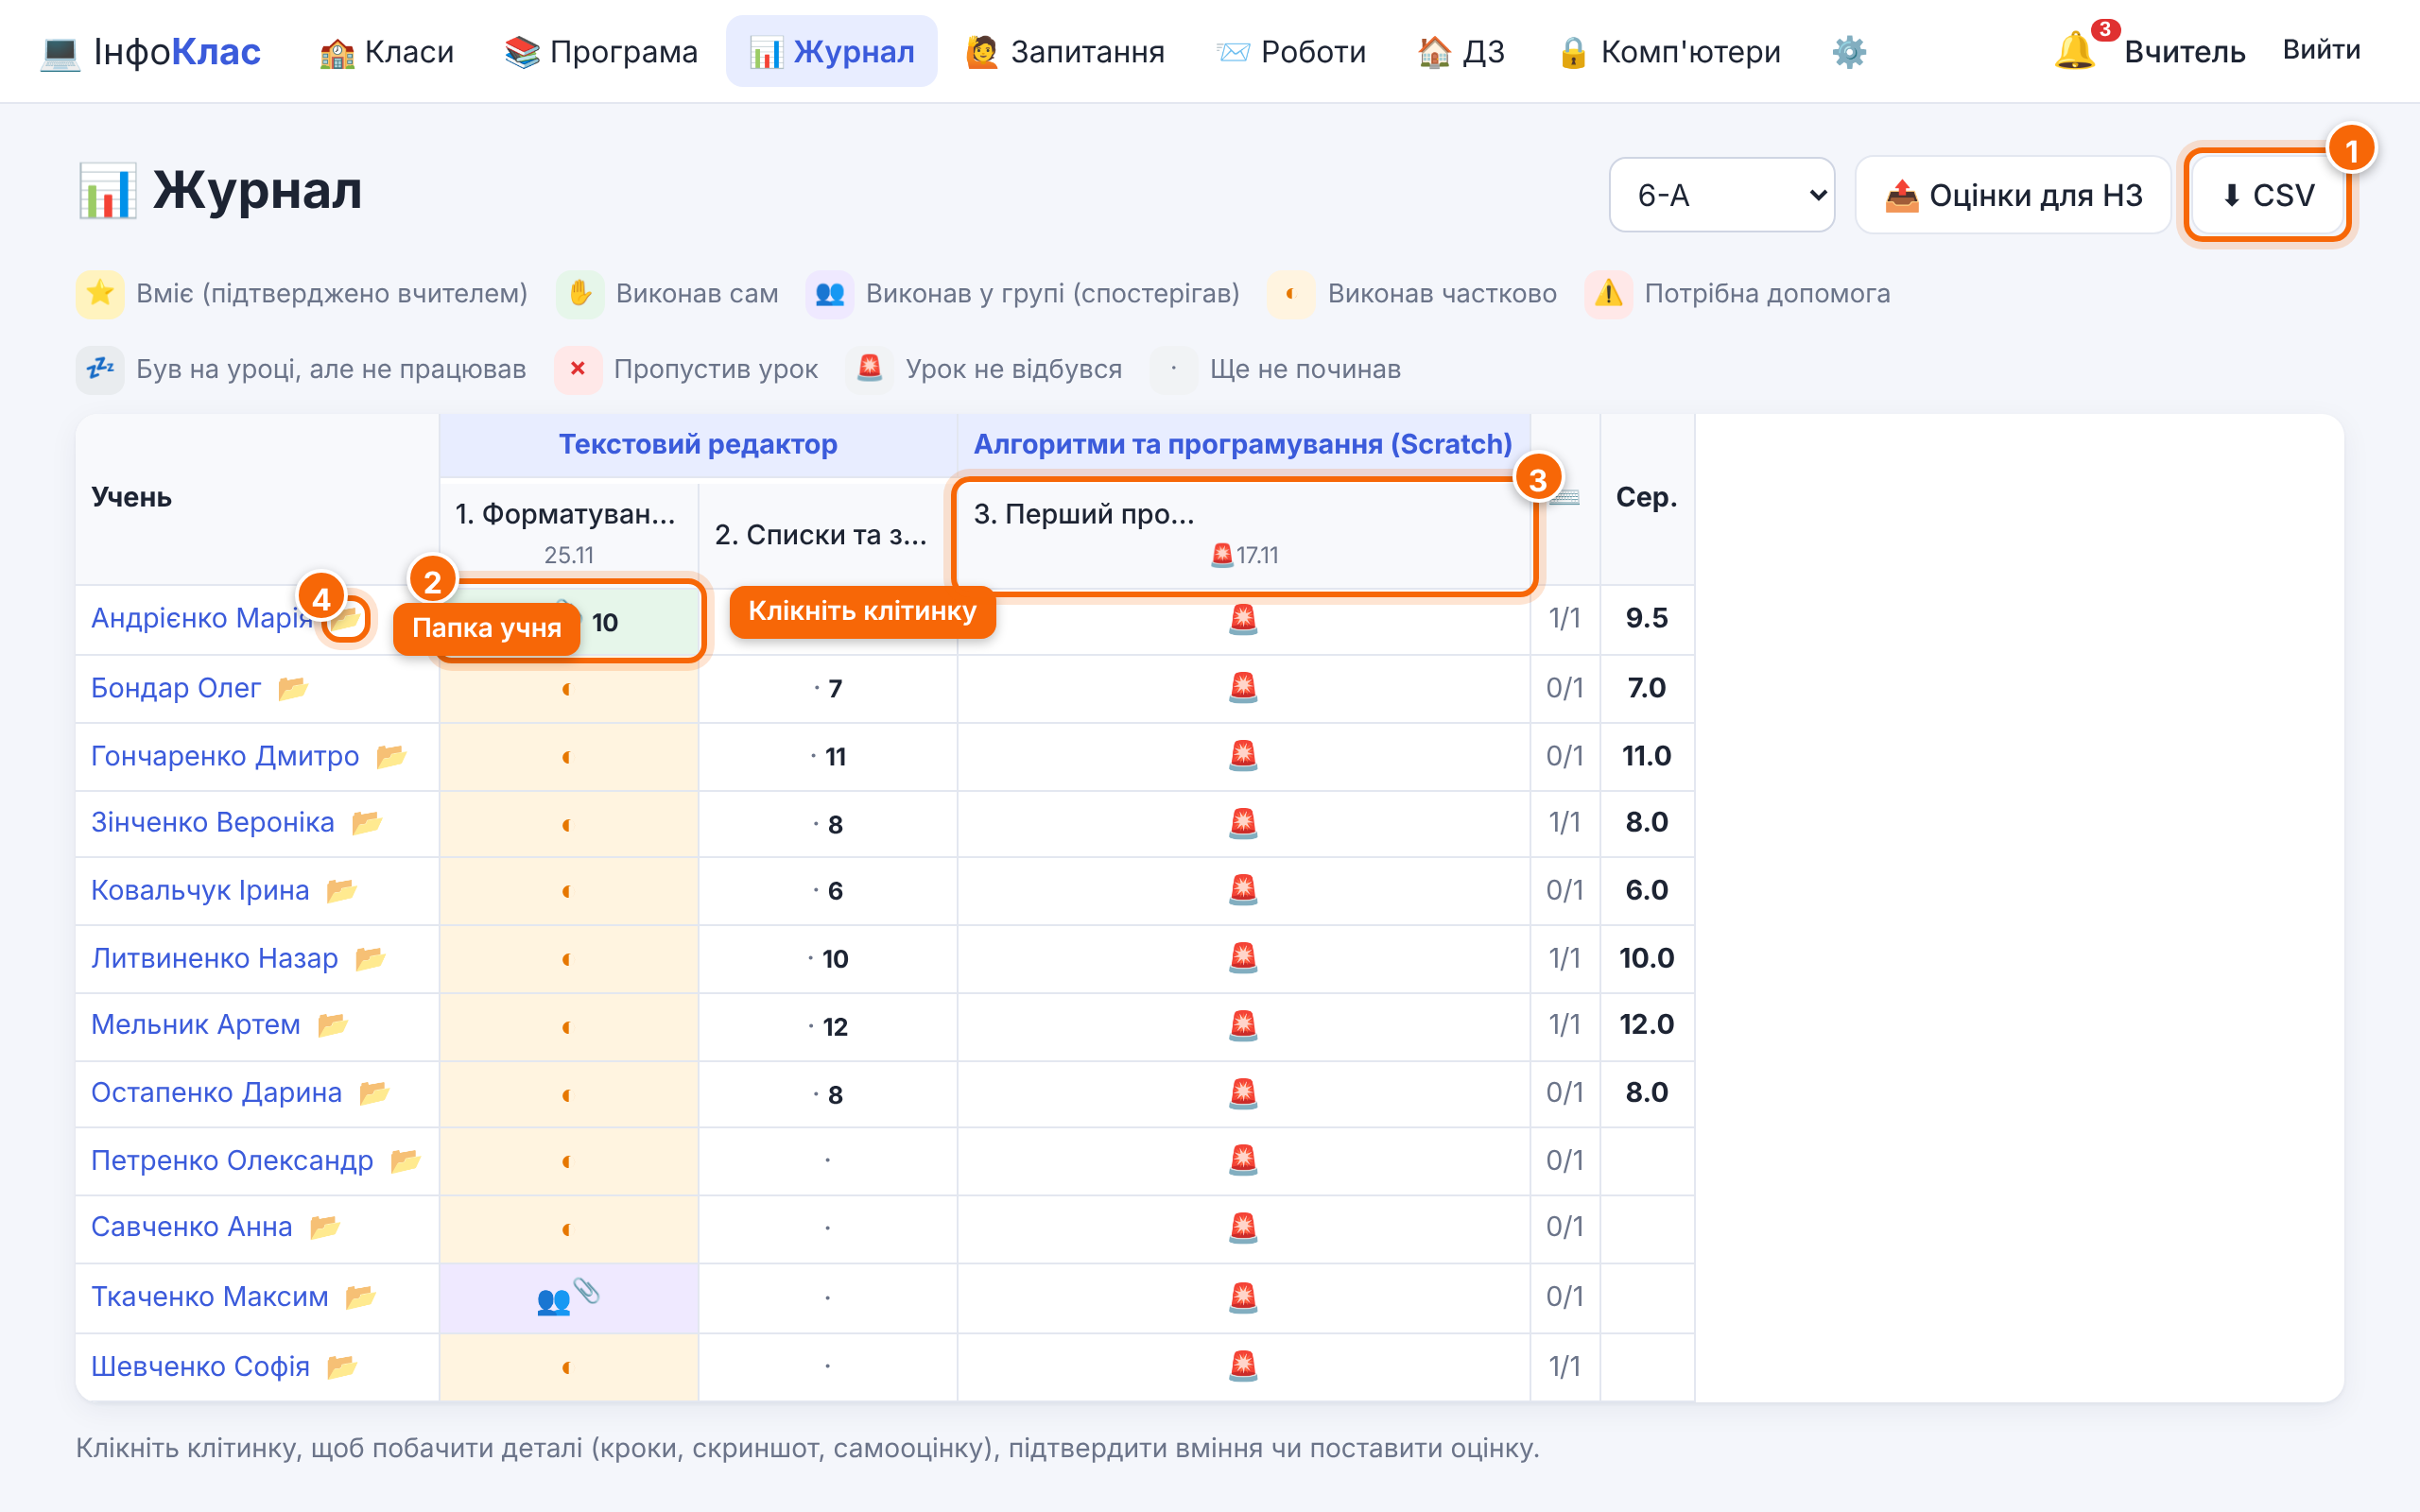 ІнфоКлас Класи Програма Журнал Запитання Роботи ДЗ Комп'ютери 3 Вчитель Вийти
Журнал 6-А Оцінки для НЗ CSV 1
Вміє (підтверджено вчителем) Виконав сам Виконав у групі (спостерігав) Виконав частково Потрібна допомога
Був на уроці, але не працював Пропустив урок Урок не відбувся Ще не починав
Текстовий редактор Алгоритми та програмування (Scratch)
Учень 1. Форматуван... 2. Списки та з... 3. Перший про... 3 Сер.
25.11 17.11
4 2
Андрієнко Марія Папка учня 10 Клікніть клітинку 1/1 9.5
Бондар Олег · 7 0/1 7.0
Гончаренко Дмитро · 11 0/1 11.0
Зінченко Вероніка · 8 1/1 8.0
Ковальчук Ірина · 6 0/1 6.0
Литвиненко Назар · 10 1/1 10.0
Мельник Артем · 12 1/1 12.0
Остапенко Дарина · 8 0/1 8.0
Петренко Олександр · 0/1
Савченко Анна · 0/1
Ткаченко Максим · 0/1
Шевченко Софія · 1/1
Клікніть клітинку, щоб побачити деталі (кроки, скриншот, самооцінку), підтвердити вміння чи поставити оцінку.